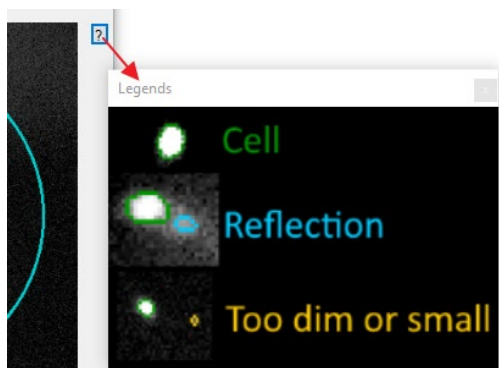 ?
Legends
x
Cell
Reflection
Too dim or small